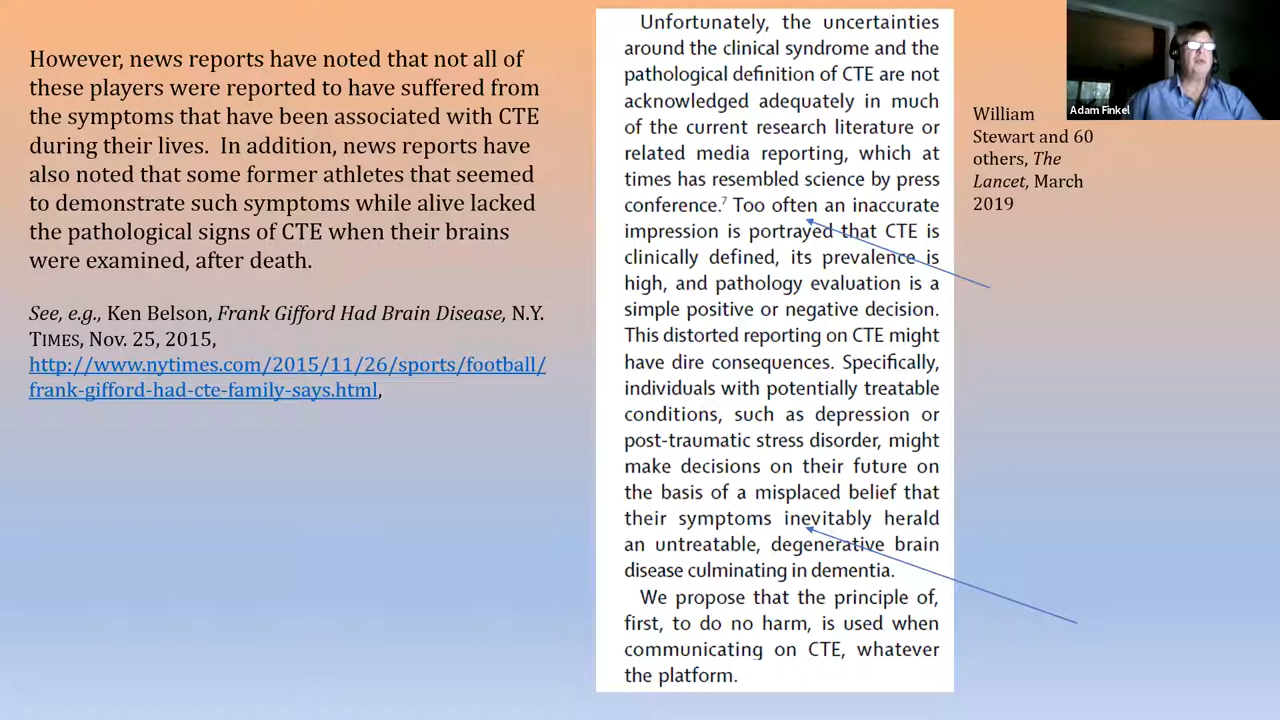 However, news reports have noted that not all of
these players were reported to have suffered from
the symptoms that have been associated with CTE
during their lives.  In addition, news reports have
also noted that some former athletes that seemed
to demonstrate such symptoms while alive lacked
the pathological signs of CTE when their brains
were examined, after death.
See, e.g., Ken Belson, Frank Gifford Had Brain Disease, N.Y.
TIMES, Nov. 25, 2015,
http://www.nytimes.com/2015/11/26/sports/football/
frank-gifford-had-cte-family-says.html,
Unfortunately, the uncertainties
around the clinical syndrome and the
pathological definition of CTE are not
acknowledged adequately in much
of the current research literature or
related media reporting, which at
times has resembled science by press
conference.7 Too often an inaccurate
impression is portrayed that CTE is
clinically defined, its prevalence is
high, and pathology evaluation is a
simple positive or negative decision.
This distorted reporting on CTE might
have dire consequences. Specifically,
individuals with potentially treatable
conditions, such as depression or
post-traumatic stress disorder, might
make decisions on their future on
the basis of a misplaced belief that
their symptoms inevitably herald
an untreatable, degenerative brain
disease culminating in dementia.
We propose that the principle of,
first, to do no harm, is used when
communicating on CTE, whatever
the platform.
William
Stewart and 60
others, The
Lancet, March
2019
Adam Finkel